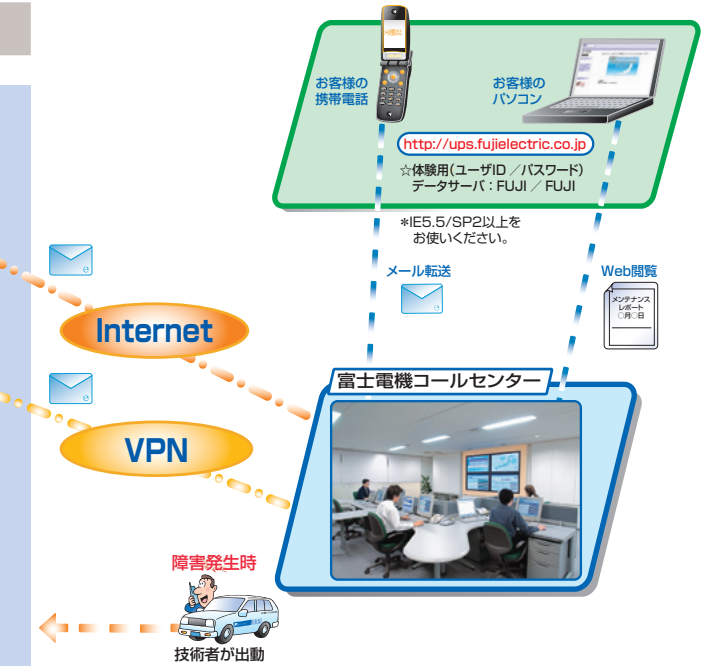 お客様の
携帯電話
お客様の
パソコン
http://ups.fujielectric.co.jp
☆体験用(ユーザID ／パスワード)
データサーバ：FUJI ／ FUJI
*IE5.5/SP2以上を
お使いください。
メール転送
Web閲覧
メンテナンス
レポート
○月○日
Internet
富士電機コールセンター
VPN
障害発生時
技術者が出動